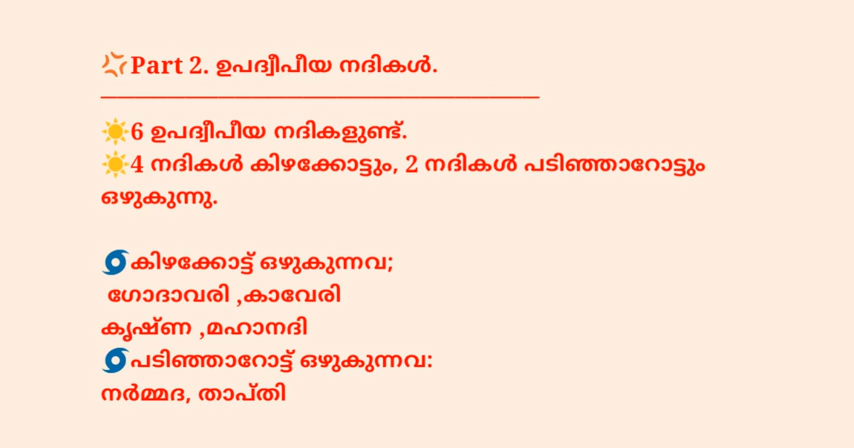 💢Part 2. ഉപദ്വീപീയ നദികൾ.
——————————————————
☀️6 ഉപദ്വീപീയ നദികളുണ്ട്.
☀️4 നദികൾ കിഴക്കോട്ടും, 2 നദികൾ പടിഞ്ഞാറോട്ടും
ഒഴുകുന്നു.
🌀കിഴക്കോട്ട് ഒഴുകുന്നവ;
ഗോദാവരി ,കാവേരി
കൃഷ്ണ ,മഹാനദി
🌀പടിഞ്ഞാറോട്ട് ഒഴുകുന്നവ:
നർമ്മദ, താപ്തി